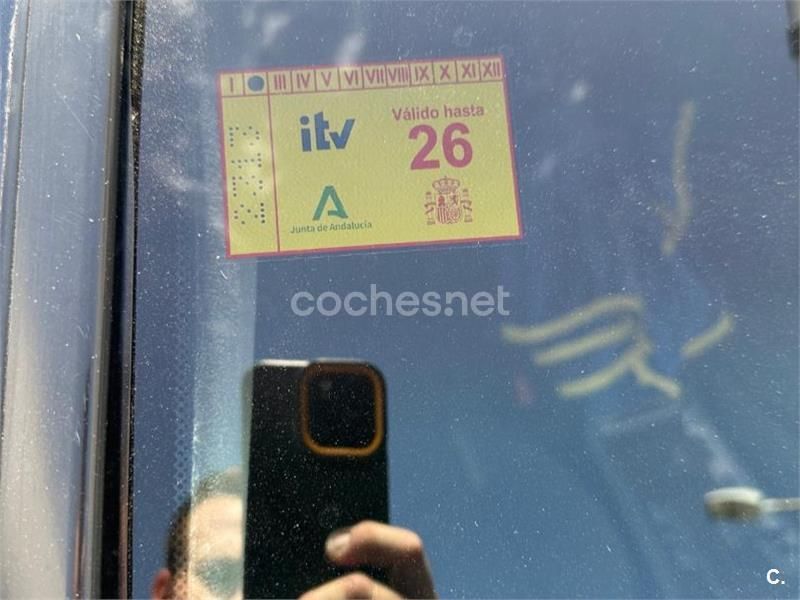 I III IV V VI VII VIII IX X XI XII
itv
Válido hasta
26
Junta de Andalucía
coches.net
C.